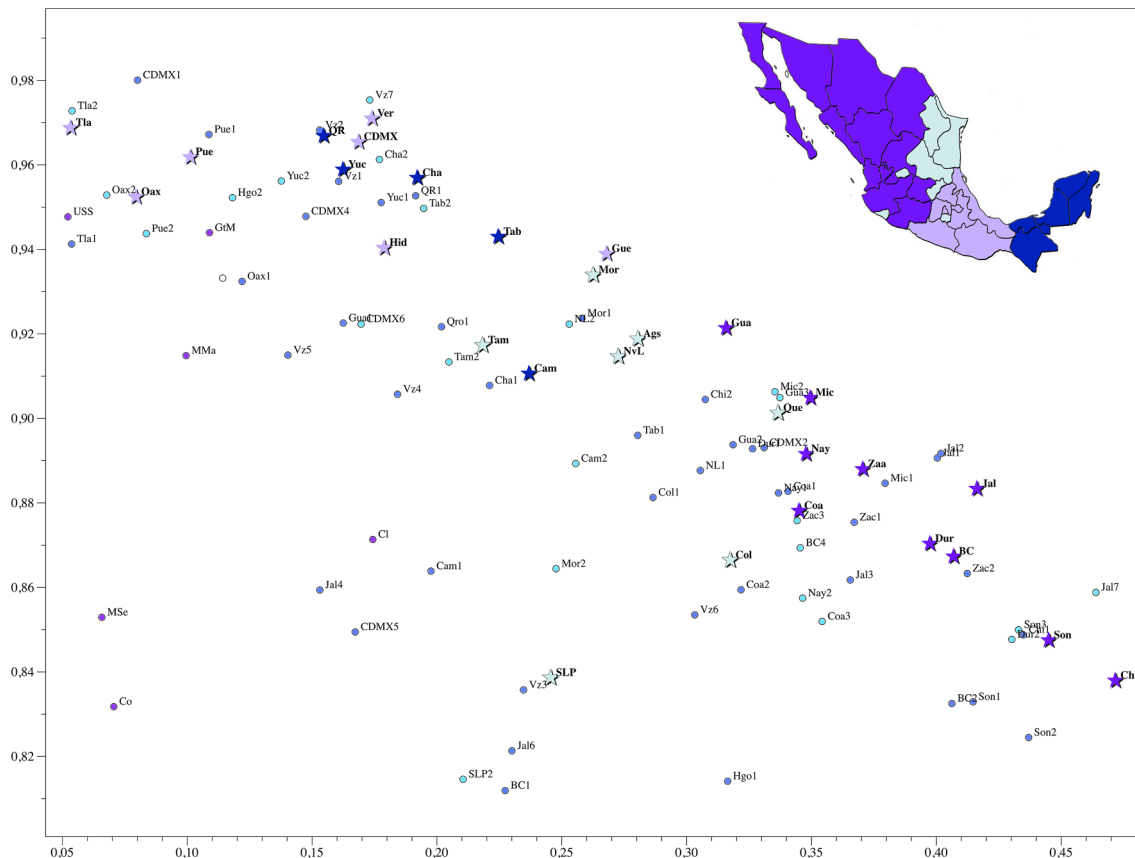 0,98
0,96
0,94
0,92
0,90
0,88
0,86
0,84
0,82
CDMX1
Vz7
Tla2
Ver
Tla
Vz2
Pue1
QR
CDMX
Pue
Cha2
Yuc
Cha
Yuc2
Vz1
Oax2
Oax
Hgo2
Yuc1
QR1
Tab2
USS
CDMX4
Pue2
GtM
Tab
Tla1
Hid
Gue
Mor
Oax1
Mor1
Gua1
CDMX6
Qro1
NL2
Gua
Ags
Tam
NvL
MMa
Vz5
Tam2
Cam
Cha1
Vz4
Mic2
Gua3
Chi2
Mic
Que
Tab1
Gua2
Dur1
CDMX2
Nay
Jal2
Jal1
Cam2
NL1
Zaa
Mic1
Jal
Col1
Nay1
Coa1
Coa
Zac3
Zac1
Cl
Dur
BC4
BC
Col
Cam1
Mor2
Zac2
Jal3
Jal4
Coa2
Jal7
Nay2
MSe
Vz6
Coa3
CDMX5
Son3
Chi1
Dur2
Son
SLP
Chi
Vz3
Co
BC2
Son1
Son2
Jal6
SLP2
BC1
Hgo1
0,05
0,10
0,15
0,20
0,25
0,30
0,35
0,40
0,45